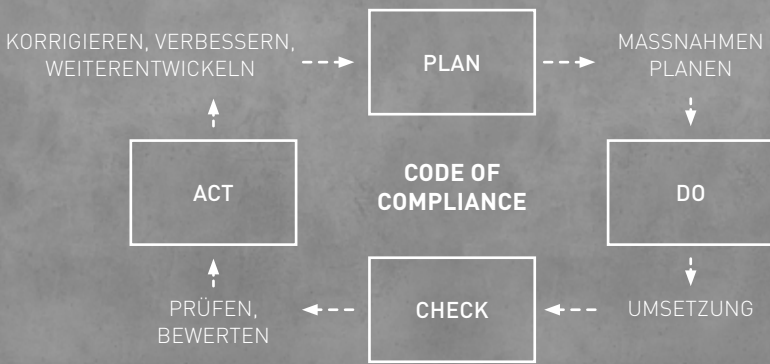 KORRIGIEREN, VERBESSERN,
WEITERENTWICKELN
PLAN
MASSNAHMEN
PLANEN
ACT
CODE OF
COMPLIANCE
DO
PRÜFEN,
BEWERTEN
CHECK
UMSETZUNG